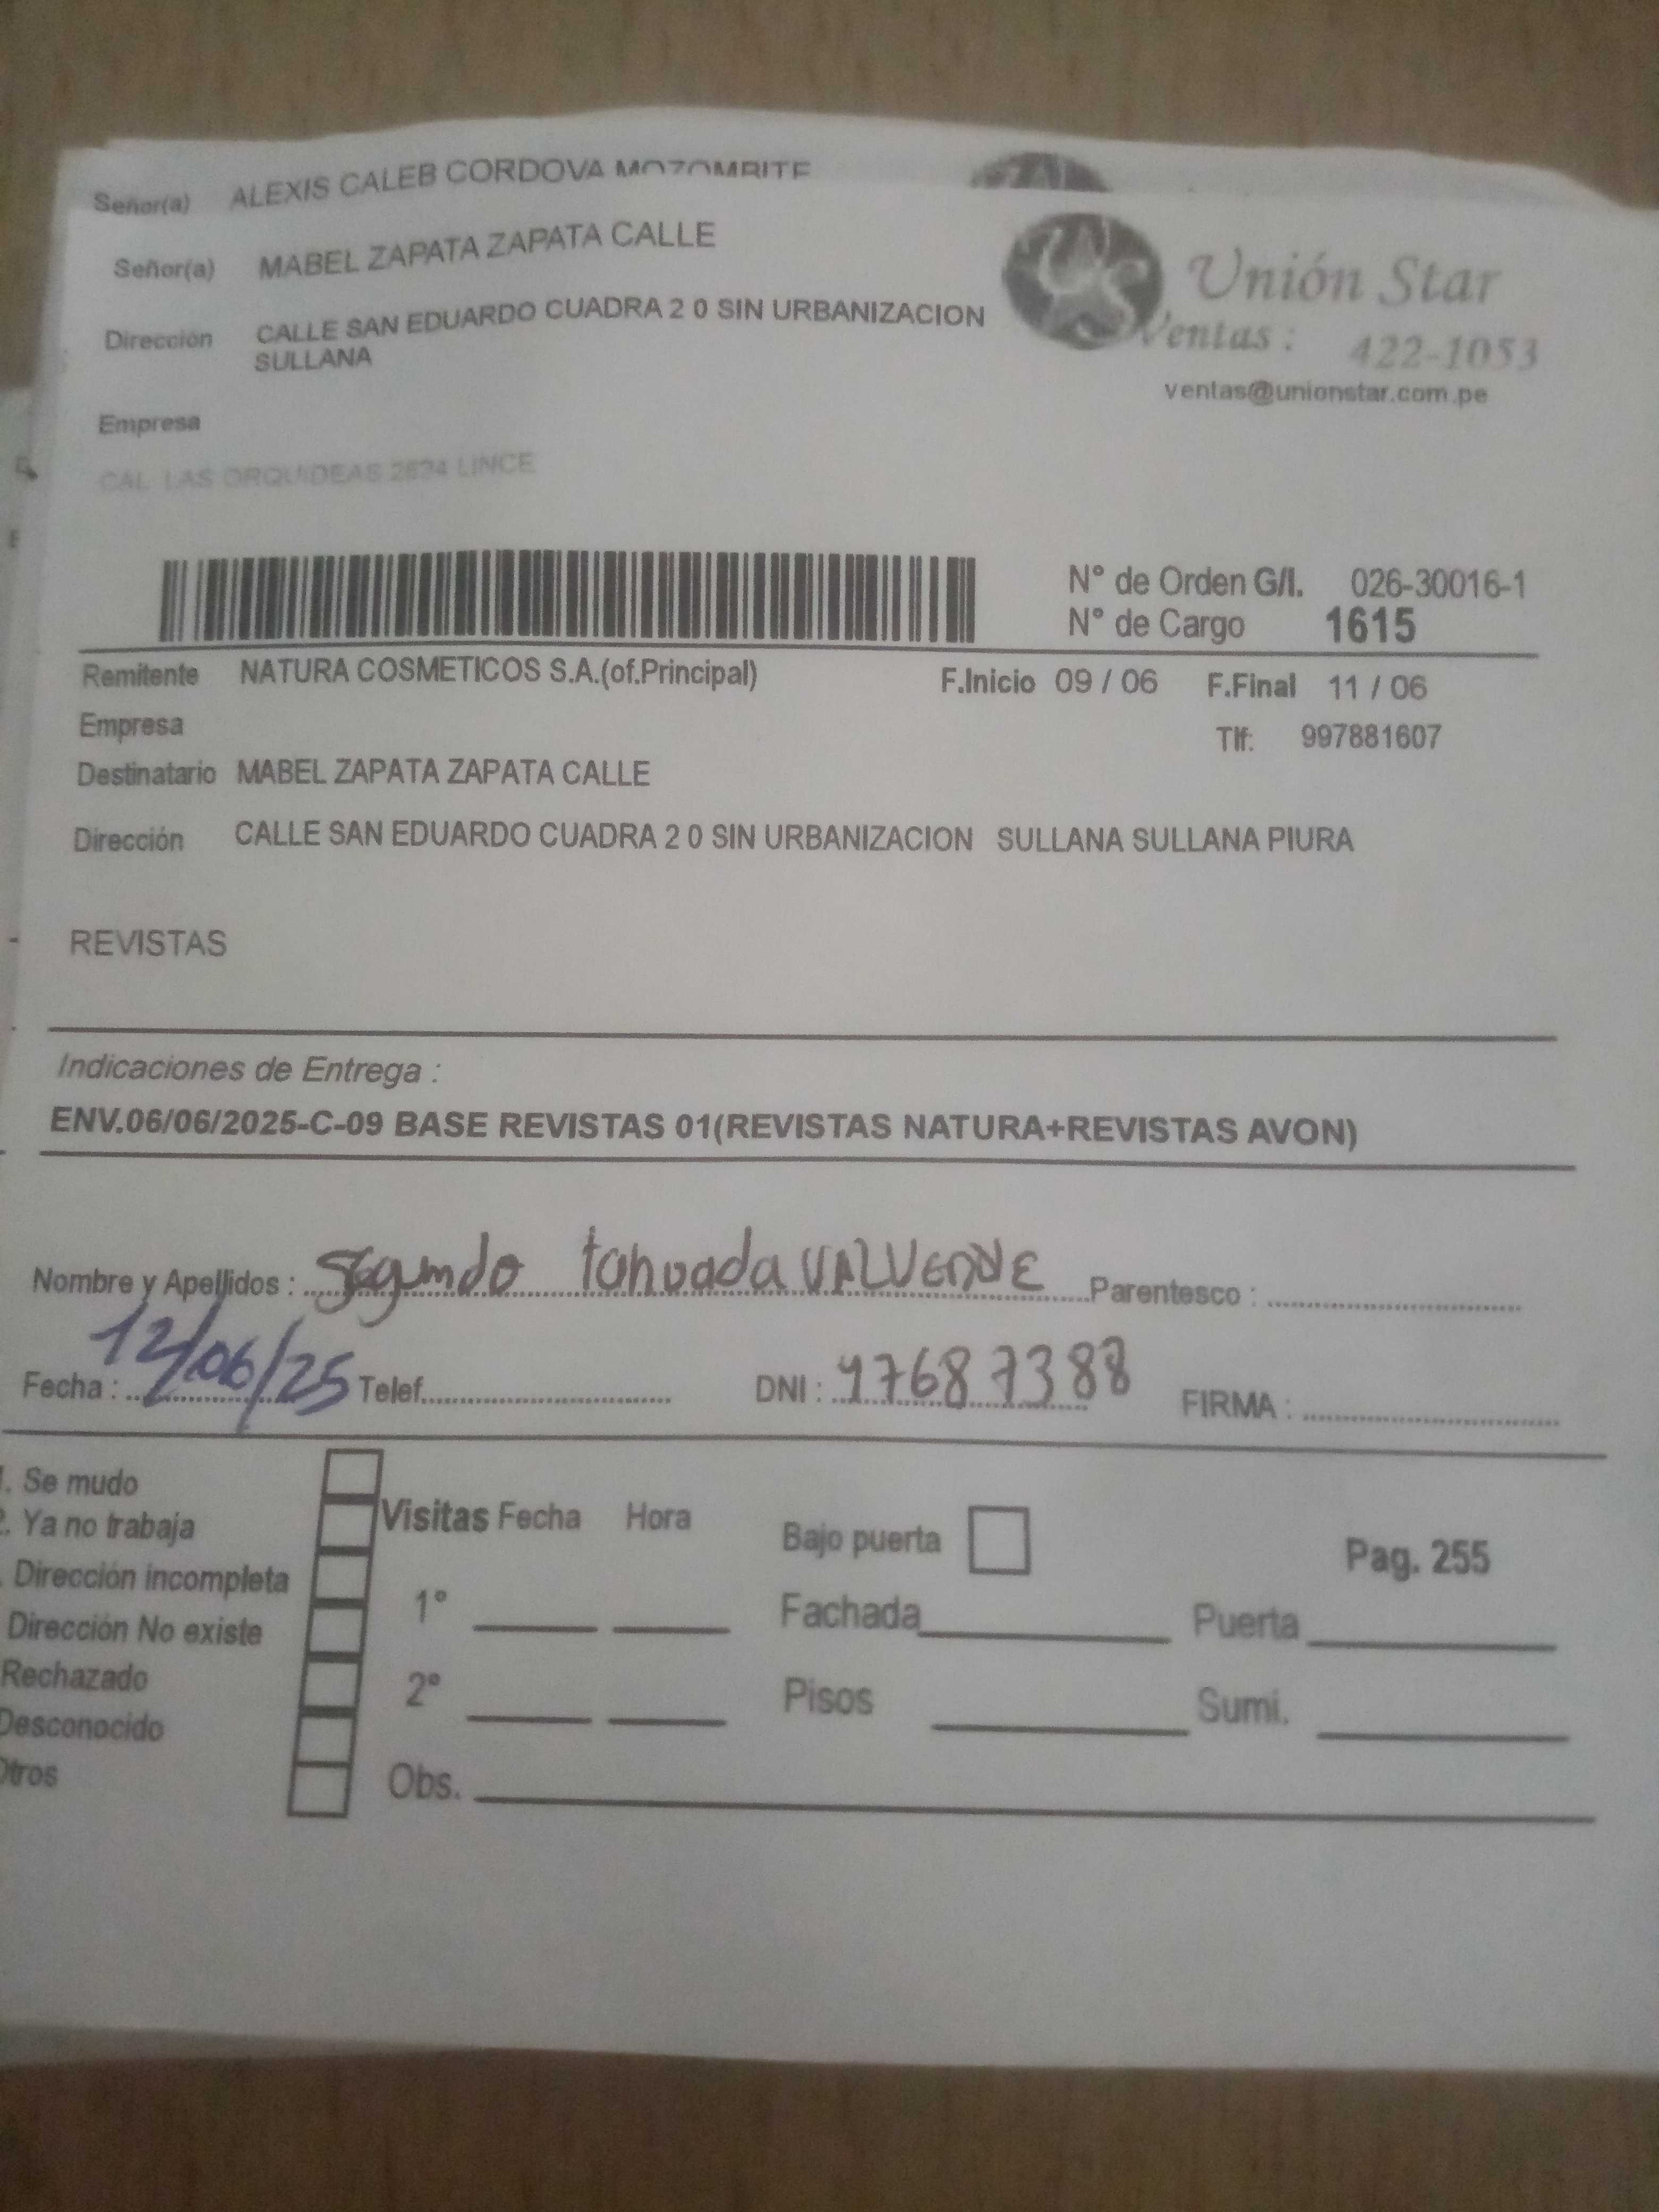 Señor(a) ALEXIS CALEB CORDOVA MOZOMBITE
Señor(a) MABEL ZAPATA ZAPATA CALLE
Dirección CALLE SAN EDUARDO CUADRA 2 0 SIN URBANIZACION
SULLANA
Unión Star
Ventas : 422-1053
ventas@unionstar.com.pe
Empresa
CAL LAS ORQUIDEAS 2634 LINCE
N° de Orden G/I. 026-30016-1
N° de Cargo 1615
Remitente NATURA COSMETICOS S.A.(of.Principal) F.Inicio 09 / 06 F.Final 11 / 06
Empresa Tlf: 997881607
Destinatario MABEL ZAPATA ZAPATA CALLE
Dirección CALLE SAN EDUARDO CUADRA 2 0 SIN URBANIZACION SULLANA SULLANA PIURA
REVISTAS
Indicaciones de Entrega :
ENV.06/06/2025-C-09 BASE REVISTAS 01(REVISTAS NATURA+REVISTAS AVON)
Nombre y Apellidos : Segundo VALVERDE Parentesco :
Fecha : 12/06/25 Telef. DNI : 47687388 FIRMA :
. Se mudo
. Ya no trabaja
. Dirección incompleta
Dirección No existe
Rechazado
Desconocido
Otros
Visitas Fecha Hora
1°
2°
Obs.
Bajo puerta Pag. 255
Fachada Puerta
Pisos Sumi.